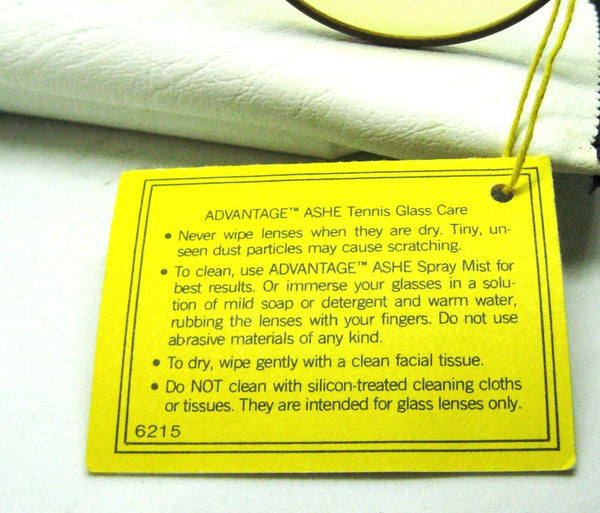 ADVANTAGE™ ASHE Tennis Glass Care
• Never wipe lenses when they are dry. Tiny, un-
seen dust particles may cause scratching.
• To clean, use ADVANTAGE™ ASHE Spray Mist for
best results. Or immerse your glasses in a solu-
tion of mild soap or detergent and warm water,
rubbing the lenses with your fingers. Do not use
abrasive materials of any kind.
• To dry, wipe gently with a clean facial tissue.
• Do NOT clean with silicon-treated cleaning cloths
or tissues. They are intended for glass lenses only.
6215